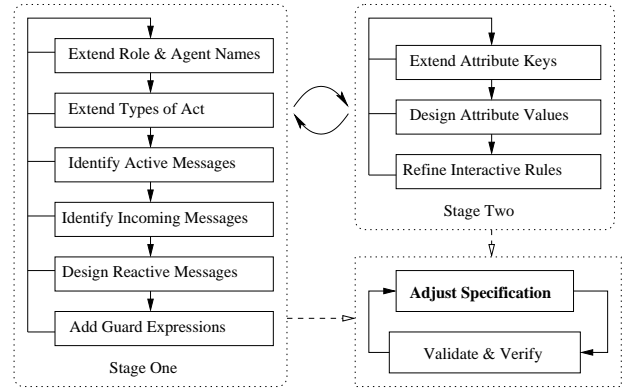 Extend Role & Agent Names
Extend Types of Act
Identify Active Messages
Identify Incoming Messages
Design Reactive Messages
Add Guard Expressions
Stage One
Extend Attribute Keys
Design Attribute Values
Refine Interactive Rules
Stage Two
Adjust Specification
Validate & Verify